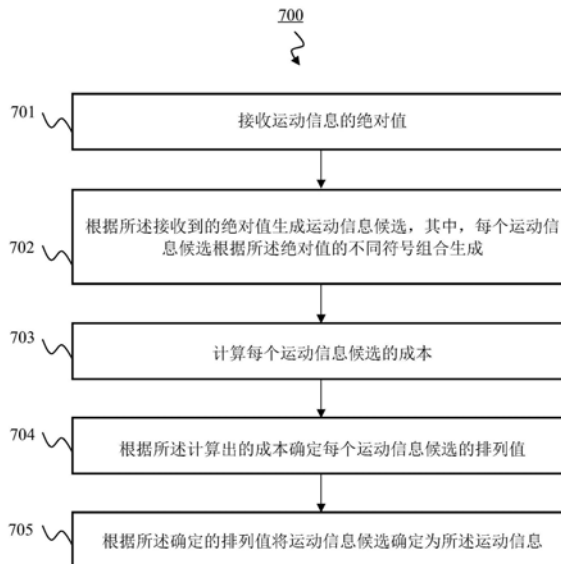 700
701
接收运动信息的绝对值
702
根据所述接收到的绝对值生成运动信息候选，其中，每个运动信
息候选根据所述绝对值的不同符号组合生成
703
计算每个运动信息候选的成本
704
根据所述计算出的成本确定每个运动信息候选的排列值
705
根据所述确定的排列值将运动信息候选确定为所述运动信息